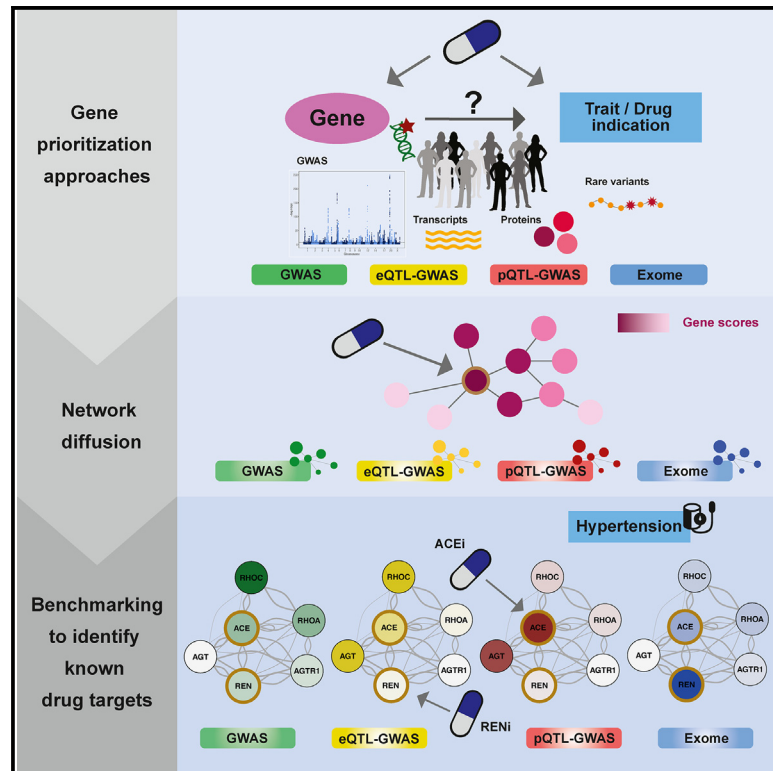 Gene
prioritization
approaches
Gene
?
Trait / Drug
indication
GWAS
Transcripts
Proteins
Rare variants
GWAS
eQTL-GWAS
pQTL-GWAS
Exome
Network
diffusion
Gene scores
GWAS
eQTL-GWAS
pQTL-GWAS
Exome
Benchmarking
to identify
known
drug targets
Hypertension
ACEi
RENi
RHOC
ACE
RHOA
AGT
AGTR1
REN
RHOC
ACE
RHOA
AGT
AGTR1
REN
RHOC
ACE
RHOA
AGT
AGTR1
REN
RHOC
ACE
RHOA
AGT
AGTR1
REN
GWAS
eQTL-GWAS
pQTL-GWAS
Exome